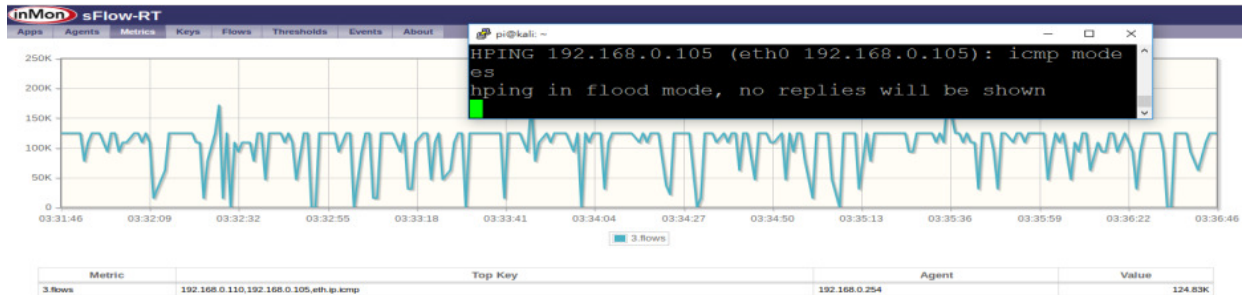 inMon sFlow-RT
Apps Agents Metrics Keys Flows Thresholds Events About
pi@kali: ~
HPING 192.168.0.105 (eth0 192.168.0.105): icmp mode
es
hping in flood mode, no replies will be shown
250K
200K
150K
100K
50K
0
03:31:46 03:32:09 03:32:32 03:32:55 03:33:18 03:33:41 03:34:04 03:34:27 03:34:50 03:35:13 03:35:36 03:35:59 03:36:22 03:36:46
3.flows
Metric Top Key Agent Value
3.flows 192.168.0.110,192.168.0.105,eth.ip.icmp 192.168.0.254 124.83K